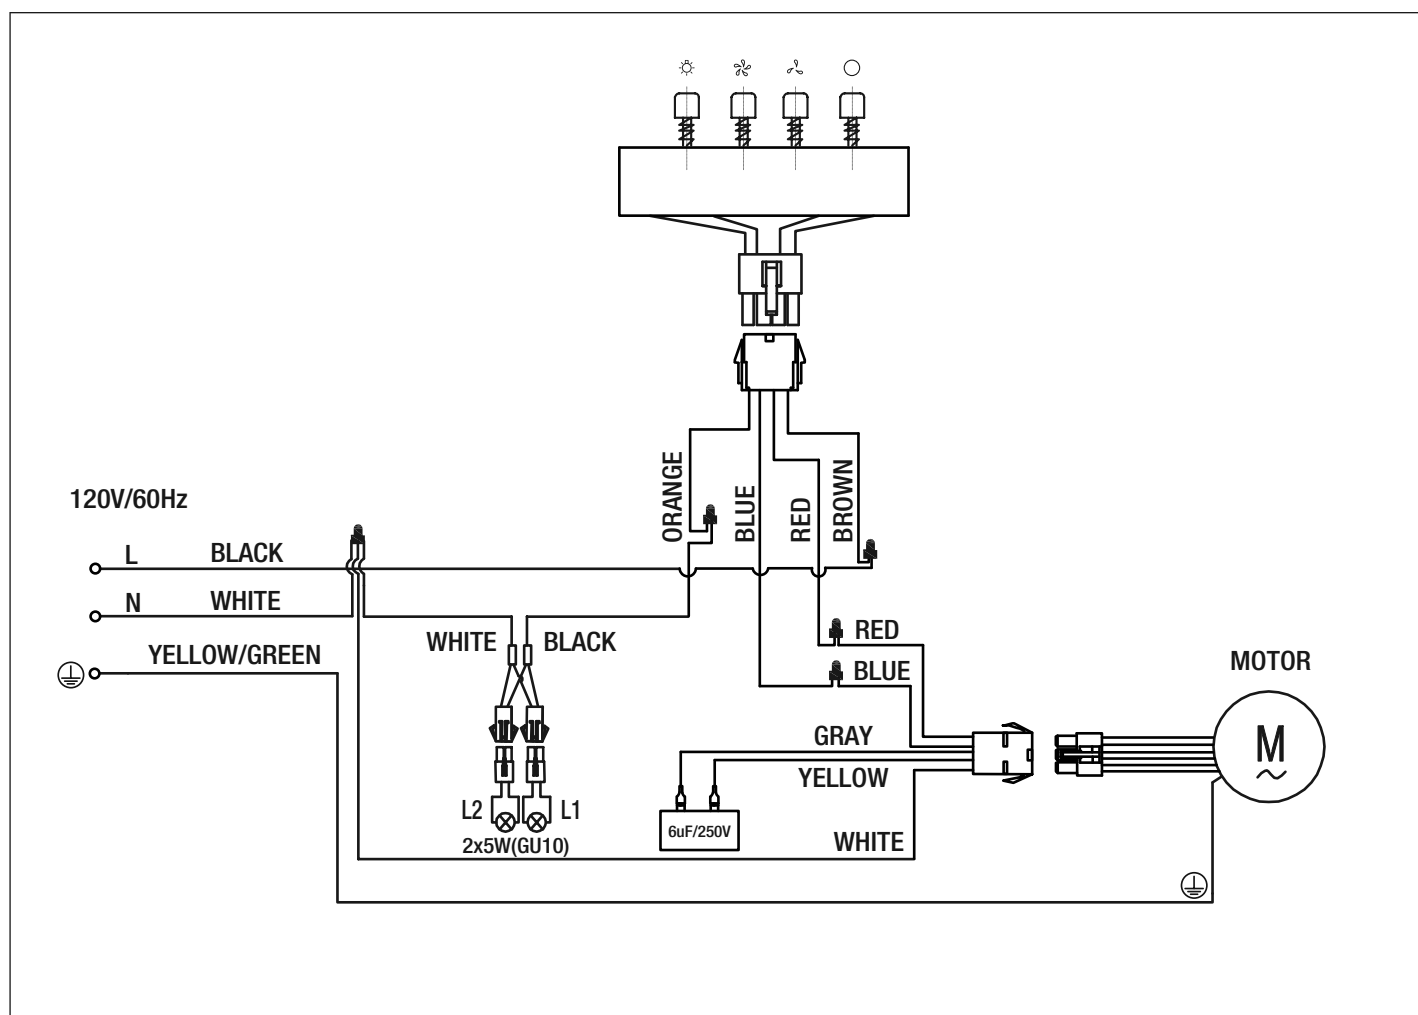 ORANGE
BLUE
RED
BROWN
120V/60Hz
L
BLACK
N
WHITE
YELLOW/GREEN
WHITE
BLACK
RED
BLUE
MOTOR
M
GRAY
YELLOW
L2
L1
2x5W(GU10)
6uF/250V
WHITE